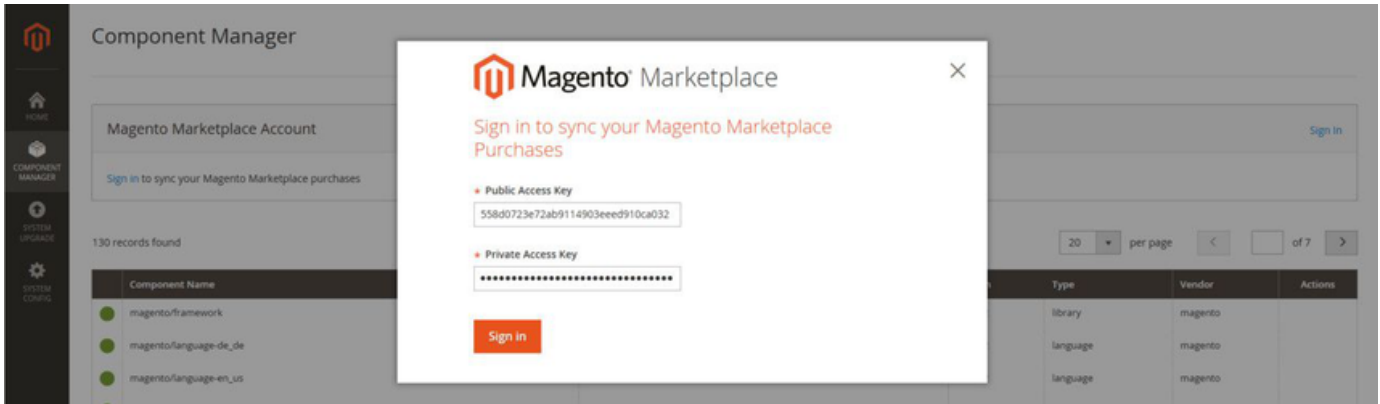 Component Manager
Magento Marketplace
Sign in to sync your Magento Marketplace
Purchases
HOME
Magento Marketplace Account
Sign In
COMPONENT
MANAGER
Sign in to sync your Magento Marketplace purchases
* Public Access Key
558d0723e72ab9114903eeed910ca032
SYSTEM
UPGRADE
130 records found
20
per page
of 7
* Private Access Key
••••••••••••••••••••••••••••••••
SYSTEM
CONFIG
Component Name
Type
Vendor
Actions
magento/framework
library
magento
Sign in
magento/language-de_de
language
magento
magento/language-en_us
language
magento